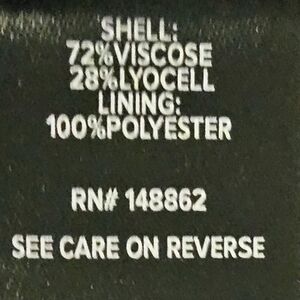 SHELL:
72%VISCOSE
28%LYOCELL
LINING:
100%POLYESTER
RN# 148862
SEE CARE ON REVERSE